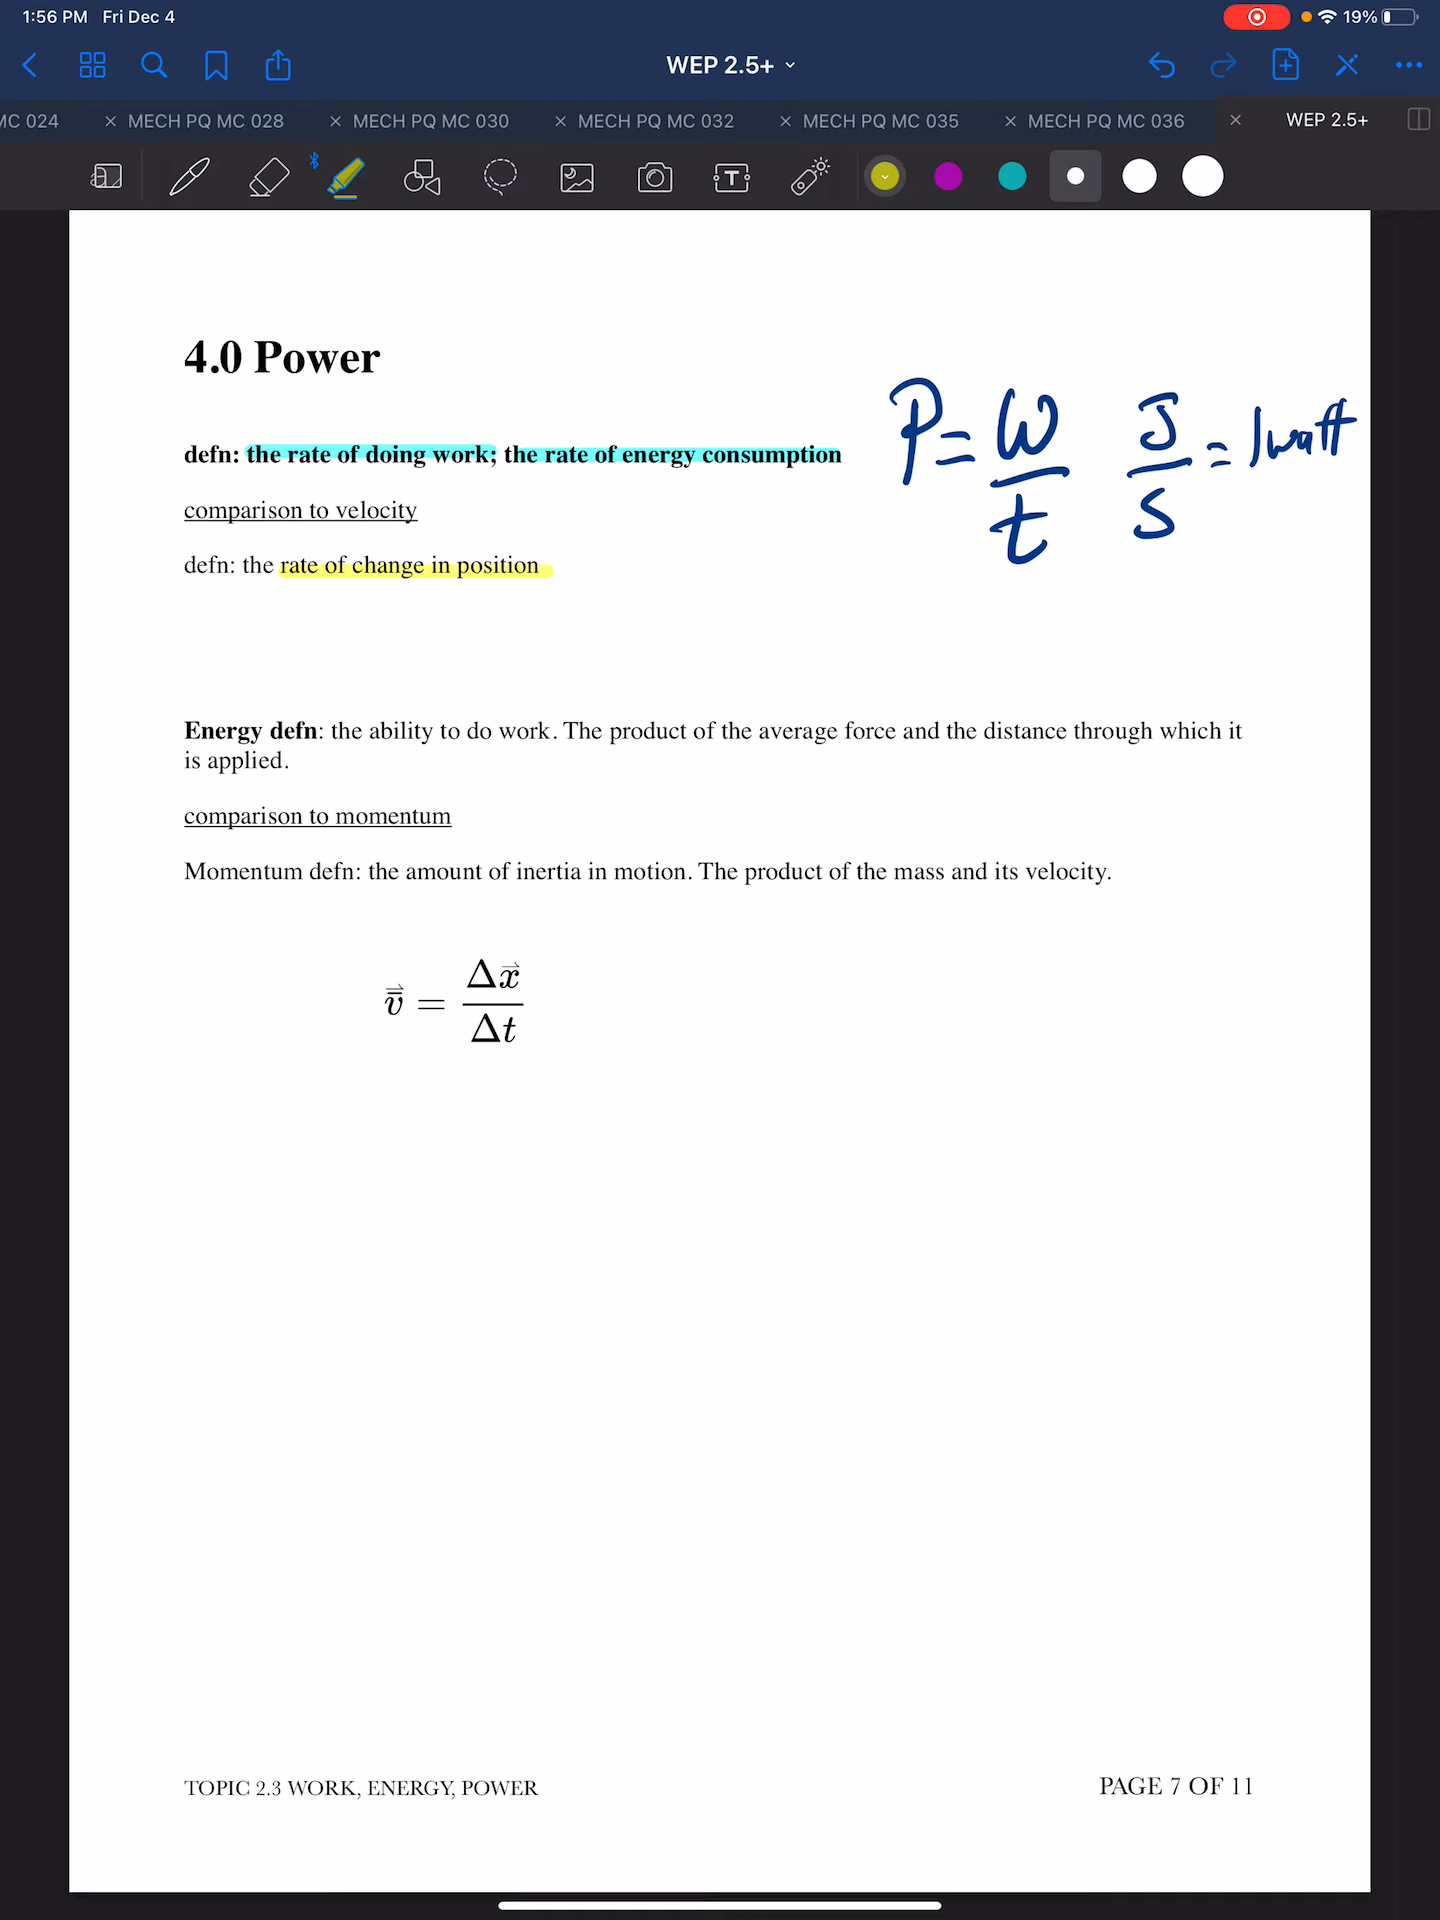 1:56 PM Fri Dec 4 19%
WEP 2.5+
MC 024 MECH PQ MC 028 MECH PQ MC 030 MECH PQ MC 032 MECH PQ MC 035 MECH PQ MC 036 WEP 2.5+
4.0 Power
P = W/t J/s = 1 watt
defn: the rate of doing work; the rate of energy consumption
comparison to velocity
defn: the rate of change in position
Energy defn: the ability to do work. The product of the average force and the distance through which it
is applied.
comparison to momentum
Momentum defn: the amount of inertia in motion. The product of the mass and its velocity.
v⃗̅ = Δx⃗/Δt
TOPIC 2.3 WORK, ENERGY, POWER PAGE 7 OF 11